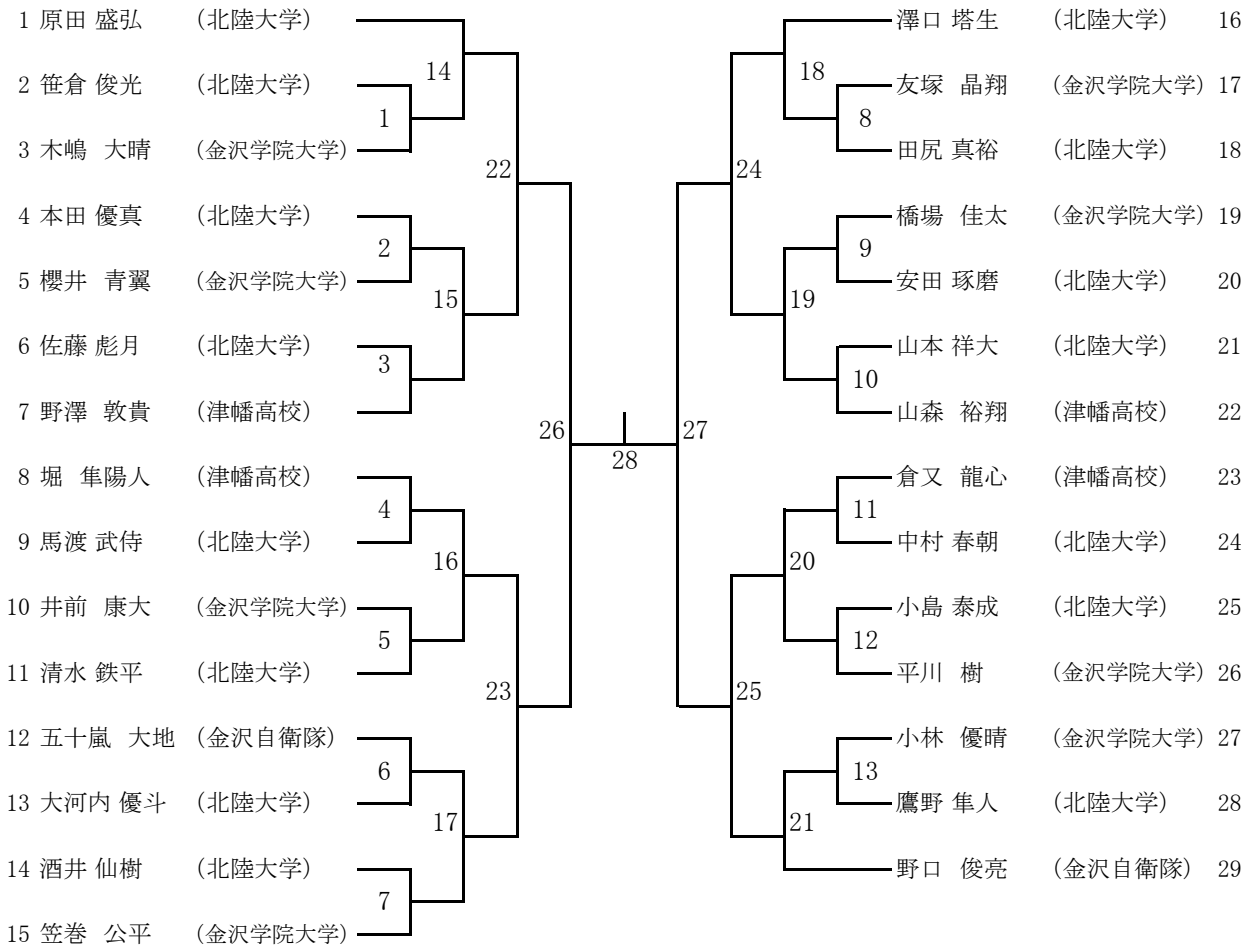 1 原田 盛弘 (北陸大学)
14
2 笹倉 俊光 (北陸大学)
1
3 木嶋 大晴 (金沢学院大学)
22
4 本田 優真 (北陸大学)
2
5 櫻井 青翼 (金沢学院大学)
15
6 佐藤 彪月 (北陸大学)
3
7 野澤 敦貴 (津幡高校)
26
8 堀 隼陽人 (津幡高校)
4
9 馬渡 武侍 (北陸大学)
16
10 井前 康大 (金沢学院大学)
5
11 清水 鉄平 (北陸大学)
23
12 五十嵐 大地 (金沢自衛隊)
6
13 大河内 優斗 (北陸大学)
17
14 酒井 仙樹 (北陸大学)
7
15 笠巻 公平 (金沢学院大学)
28
澤口 塔生 (北陸大学) 16
18
友塚 晶翔 (金沢学院大学) 17
8
田尻 真裕 (北陸大学) 18
24
橋場 佳太 (金沢学院大学) 19
9
安田 琢磨 (北陸大学) 20
19
山本 祥大 (北陸大学) 21
10
山森 裕翔 (津幡高校) 22
27
倉又 龍心 (津幡高校) 23
11
中村 春朝 (北陸大学) 24
20
小島 泰成 (北陸大学) 25
12
平川 樹 (金沢学院大学) 26
25
小林 優晴 (金沢学院大学) 27
13
鷹野 隼人 (北陸大学) 28
21
野口 俊亮 (金沢自衛隊) 29